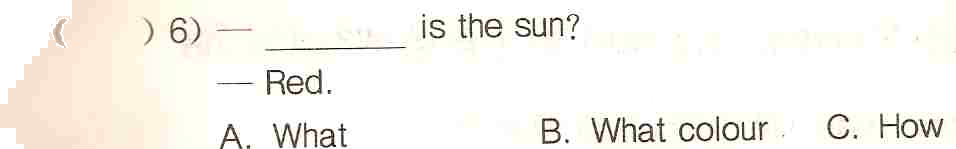 (    ) 6) — ________ is the sun?
— Red.
A. What    B. What colour    C. How